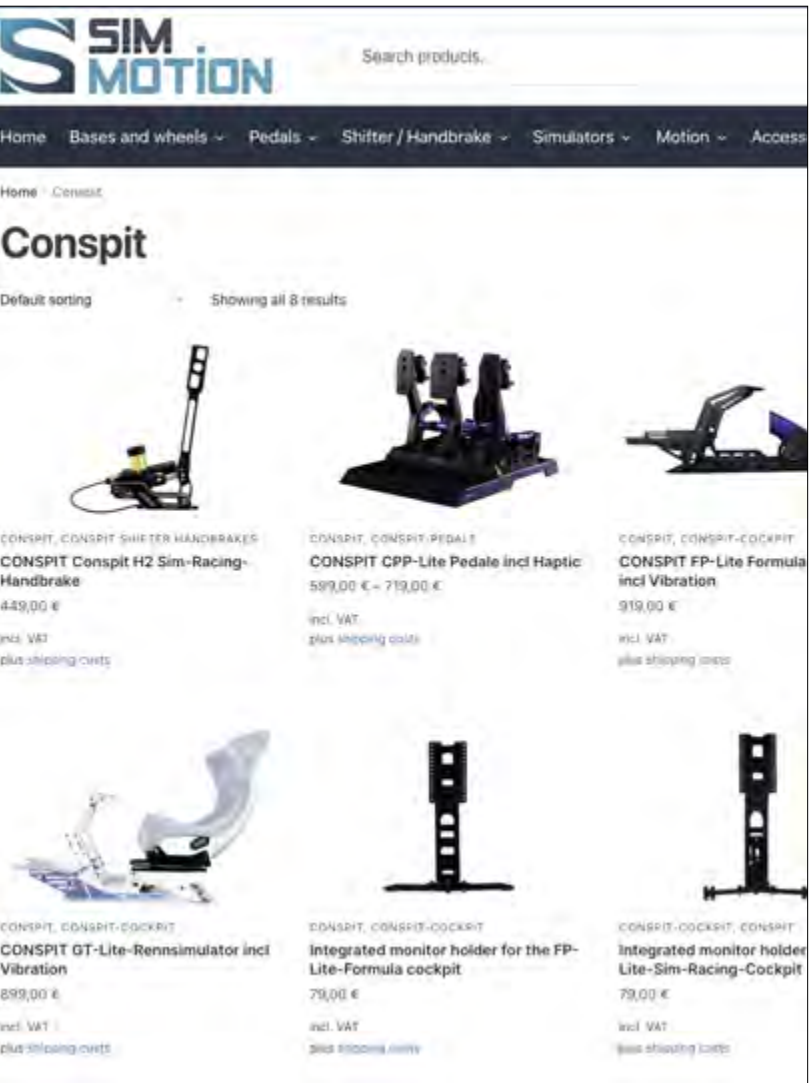 SIM
MOTION
Search products.
Home Bases and wheels Pedals Shifter / Handbrake Simulators Motion Access
Home Conspit
Conspit
Default sorting Showing all 8 results
CONSPIT, CONSPIT SHIFTER HANDBRAKES
CONSPIT Conspit H2 Sim-Racing-
Handbrake
449,00 €
incl. VAT
plus shipping costs
CONSPIT, CONSPIT-PEDALE
CONSPIT CPP-Lite Pedale incl Haptic
599,00 € – 719,00 €
incl. VAT
plus shipping costs
CONSPIT, CONSPIT-COCKPIT
CONSPIT FP-Lite Formula
incl Vibration
919,00 €
incl. VAT
plus shipping costs
CONSPIT, CONSPIT-COCKPIT
CONSPIT GT-Lite-Rennsimulator incl
Vibration
899,00 €
incl. VAT
plus shipping costs
CONSPIT, CONSPIT-COCKPIT
Integrated monitor holder for the FP-
Lite-Formula cockpit
79,00 €
incl. VAT
plus shipping costs
CONSPIT-COCKPIT, CONSPIT
Integrated monitor holder
Lite-Sim-Racing-Cockpit
79,00 €
incl. VAT
plus shipping costs